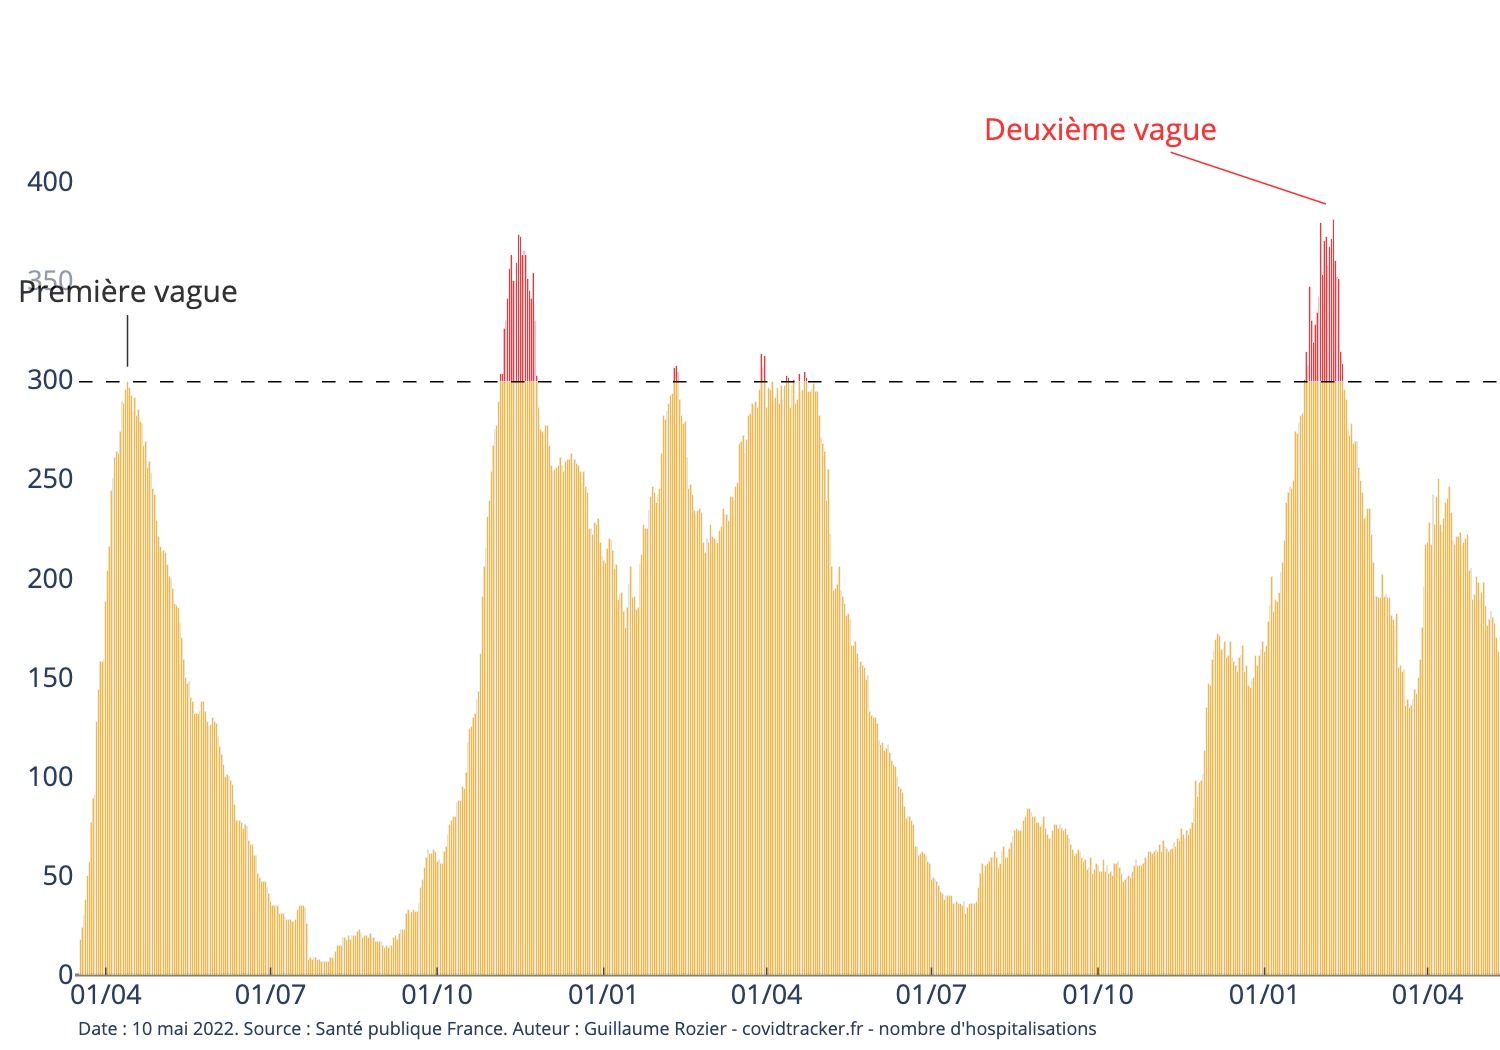 Deuxième vague
400
350
Première vague
300
250
200
150
100
50
0
01/04 01/07 01/10 01/01 01/04 01/07 01/10 01/01 01/04
Date : 10 mai 2022. Source : Santé publique France. Auteur : Guillaume Rozier - covidtracker.fr - nombre d'hospitalisations